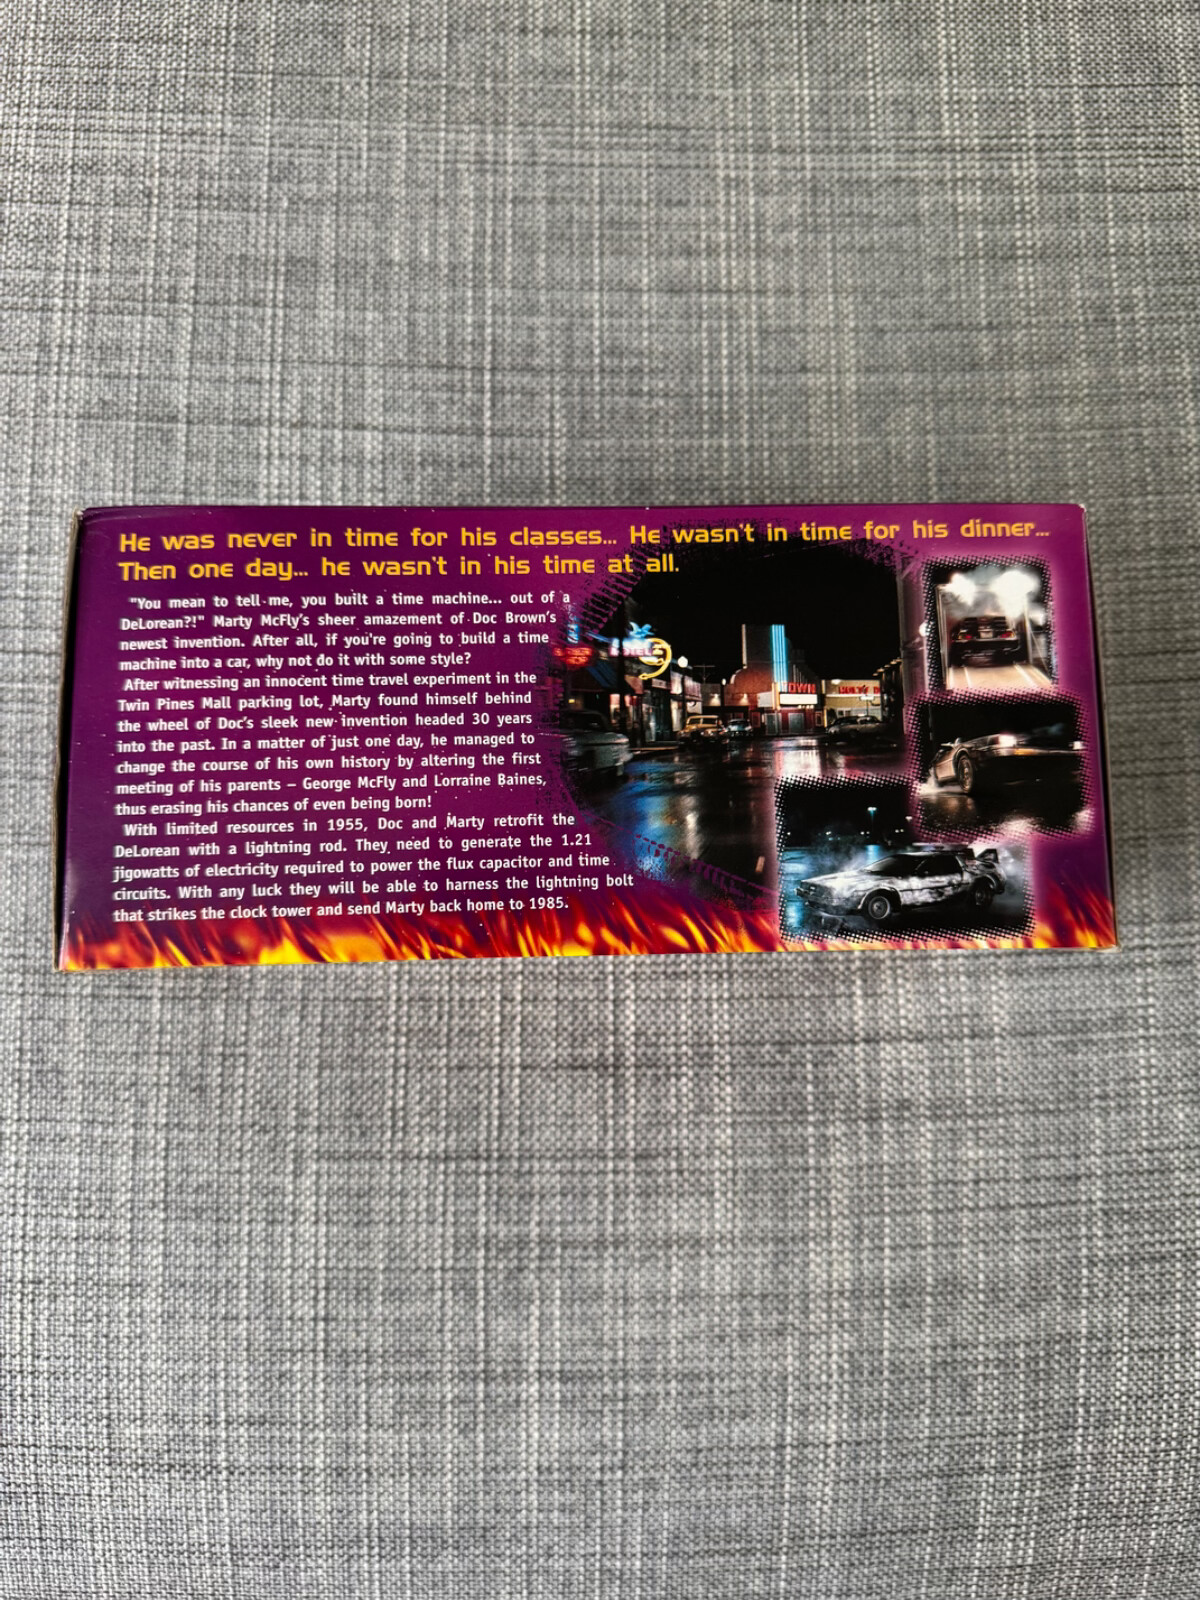 He was never in time for his classes... He wasn't in time for his dinner...
Then one day... he wasn't in his time at all.
"You mean to tell me, you built a time machine... out of a
DeLorean?!" Marty McFly's sheer amazement of Doc Brown's
newest invention. After all, if you're going to build a time
machine into a car, why not do it with some style?
After witnessing an innocent time travel experiment in the
Twin Pines Mall parking lot, Marty found himself behind
the wheel of Doc's sleek new invention headed 30 years
into the past. In a matter of just one day, he managed to
change the course of his own history by altering the first
meeting of his parents – George McFly and Lorraine Baines,
thus erasing his chances of even being born!
With limited resources in 1955, Doc and Marty retrofit the
DeLorean with a lightning rod. They need to generate the 1.21
jigowatts of electricity required to power the flux capacitor and time
circuits. With any luck they will be able to harness the lightning bolt
that strikes the clock tower and send Marty back home to 1985.
OWN